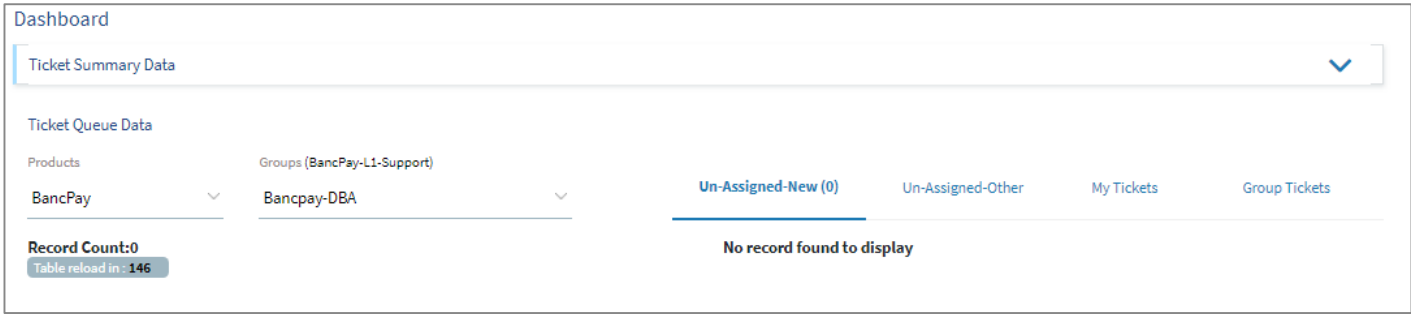 Dashboard
Ticket Summary Data
Ticket Queue Data
Products
Groups (BancPay-L1-Support)
BancPay
Bancpay-DBA
Un-Assigned-New (0)
Un-Assigned-Other
My Tickets
Group Tickets
Record Count:0
Table reload in : 146
No record found to display